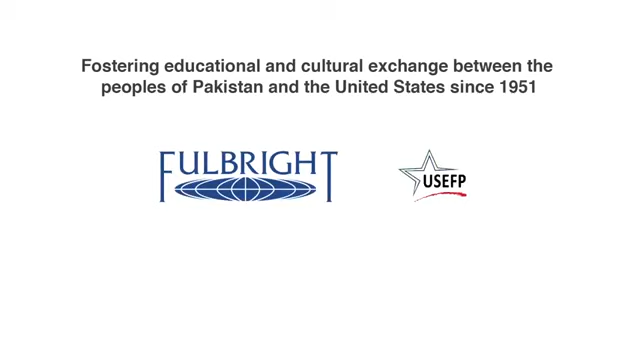 Fostering educational and cultural exchange between the
peoples of Pakistan and the United States since 1951
FULBRIGHT
USEFP